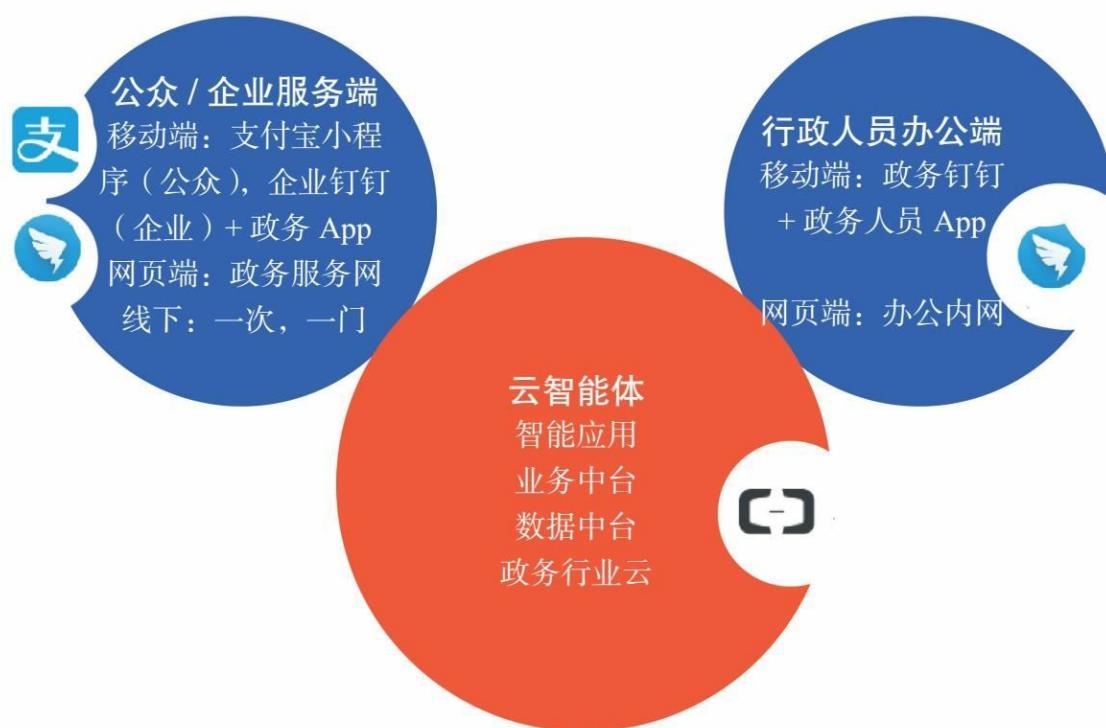 公众 / 企业服务端
移动端：支付宝小程
序（公众），企业钉钉
（企业）+ 政务 App
网页端：政务服务网
线下：一次，一门
行政人员办公端
移动端：政务钉钉
+ 政务人员 App
网页端：办公内网
云智能体
智能应用
业务中台
数据中台
政务行业云
支